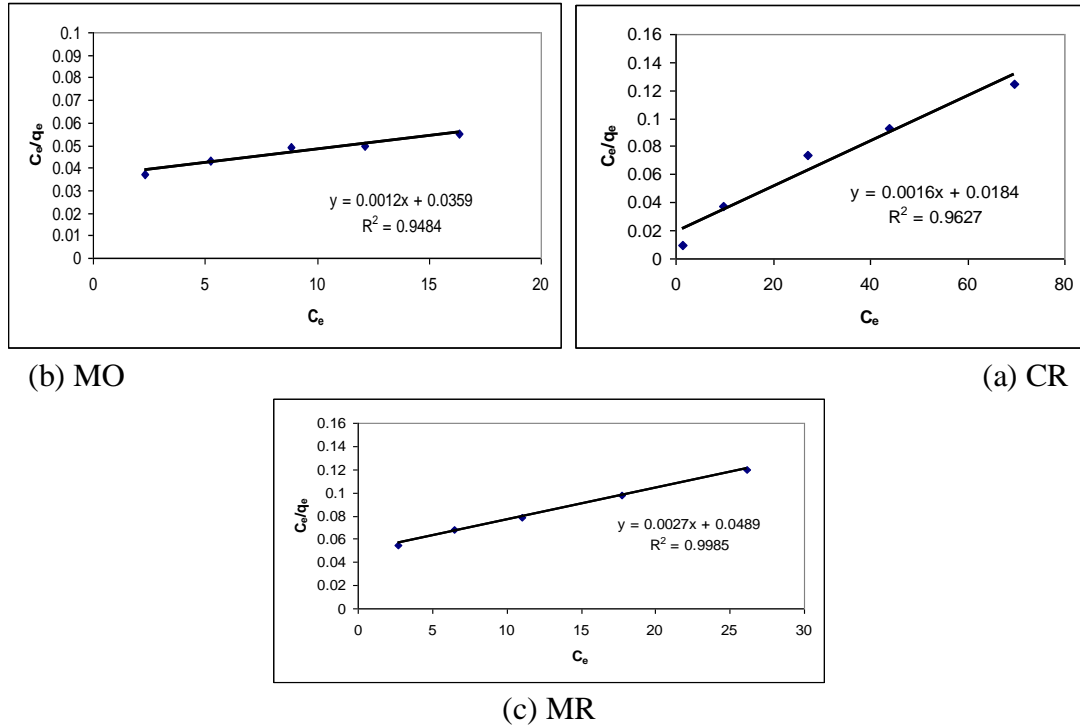 0.1
0.09
0.08
0.07
0.06
0.05
0.04
0.03
0.02
0.01
0
Cₑ/qₑ
y = 0.0012x + 0.0359
R² = 0.9484
0 5 10 15 20
Cₑ
(b) MO
0.16
0.14
0.12
0.1
0.08
0.06
0.04
0.02
0
Cₑ/qₑ
y = 0.0016x + 0.0184
R² = 0.9627
0 20 40 60 80
Cₑ
(a) CR
0.16
0.14
0.12
0.1
0.08
0.06
0.04
0.02
0
Cₑ/qₑ
y = 0.0027x + 0.0489
R² = 0.9985
0 5 10 15 20 25 30
Cₑ
(c) MR